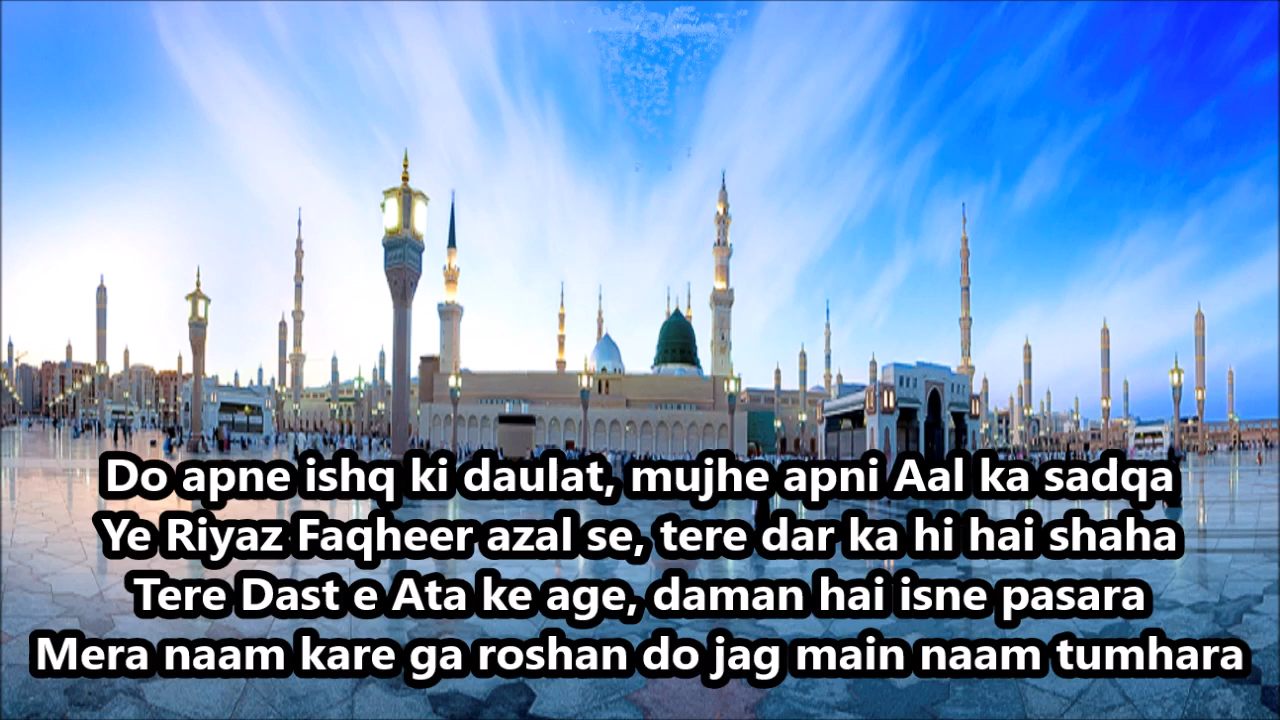 Do apne ishq ki daulat, mujhe apni Aal ka sadqa
Ye Riyaz Faqheer azal se, tere dar ka hi hai shaha
Tere Dast e Ata ke age, daman hai isne pasara
Mera naam kare ga roshan do jag main naam tumhara